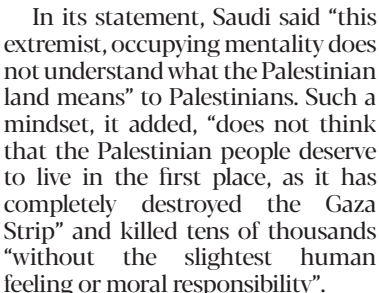 In its statement, Saudi said “this
extremist, occupying mentality does
not understand what the Palestinian
land means” to Palestinians. Such a
mindset, it added, “does not think
that the Palestinian people deserve
to live in the first place, as it has
completely destroyed the Gaza
Strip” and killed tens of thousands
“without the slightest human
feeling or moral responsibility”.